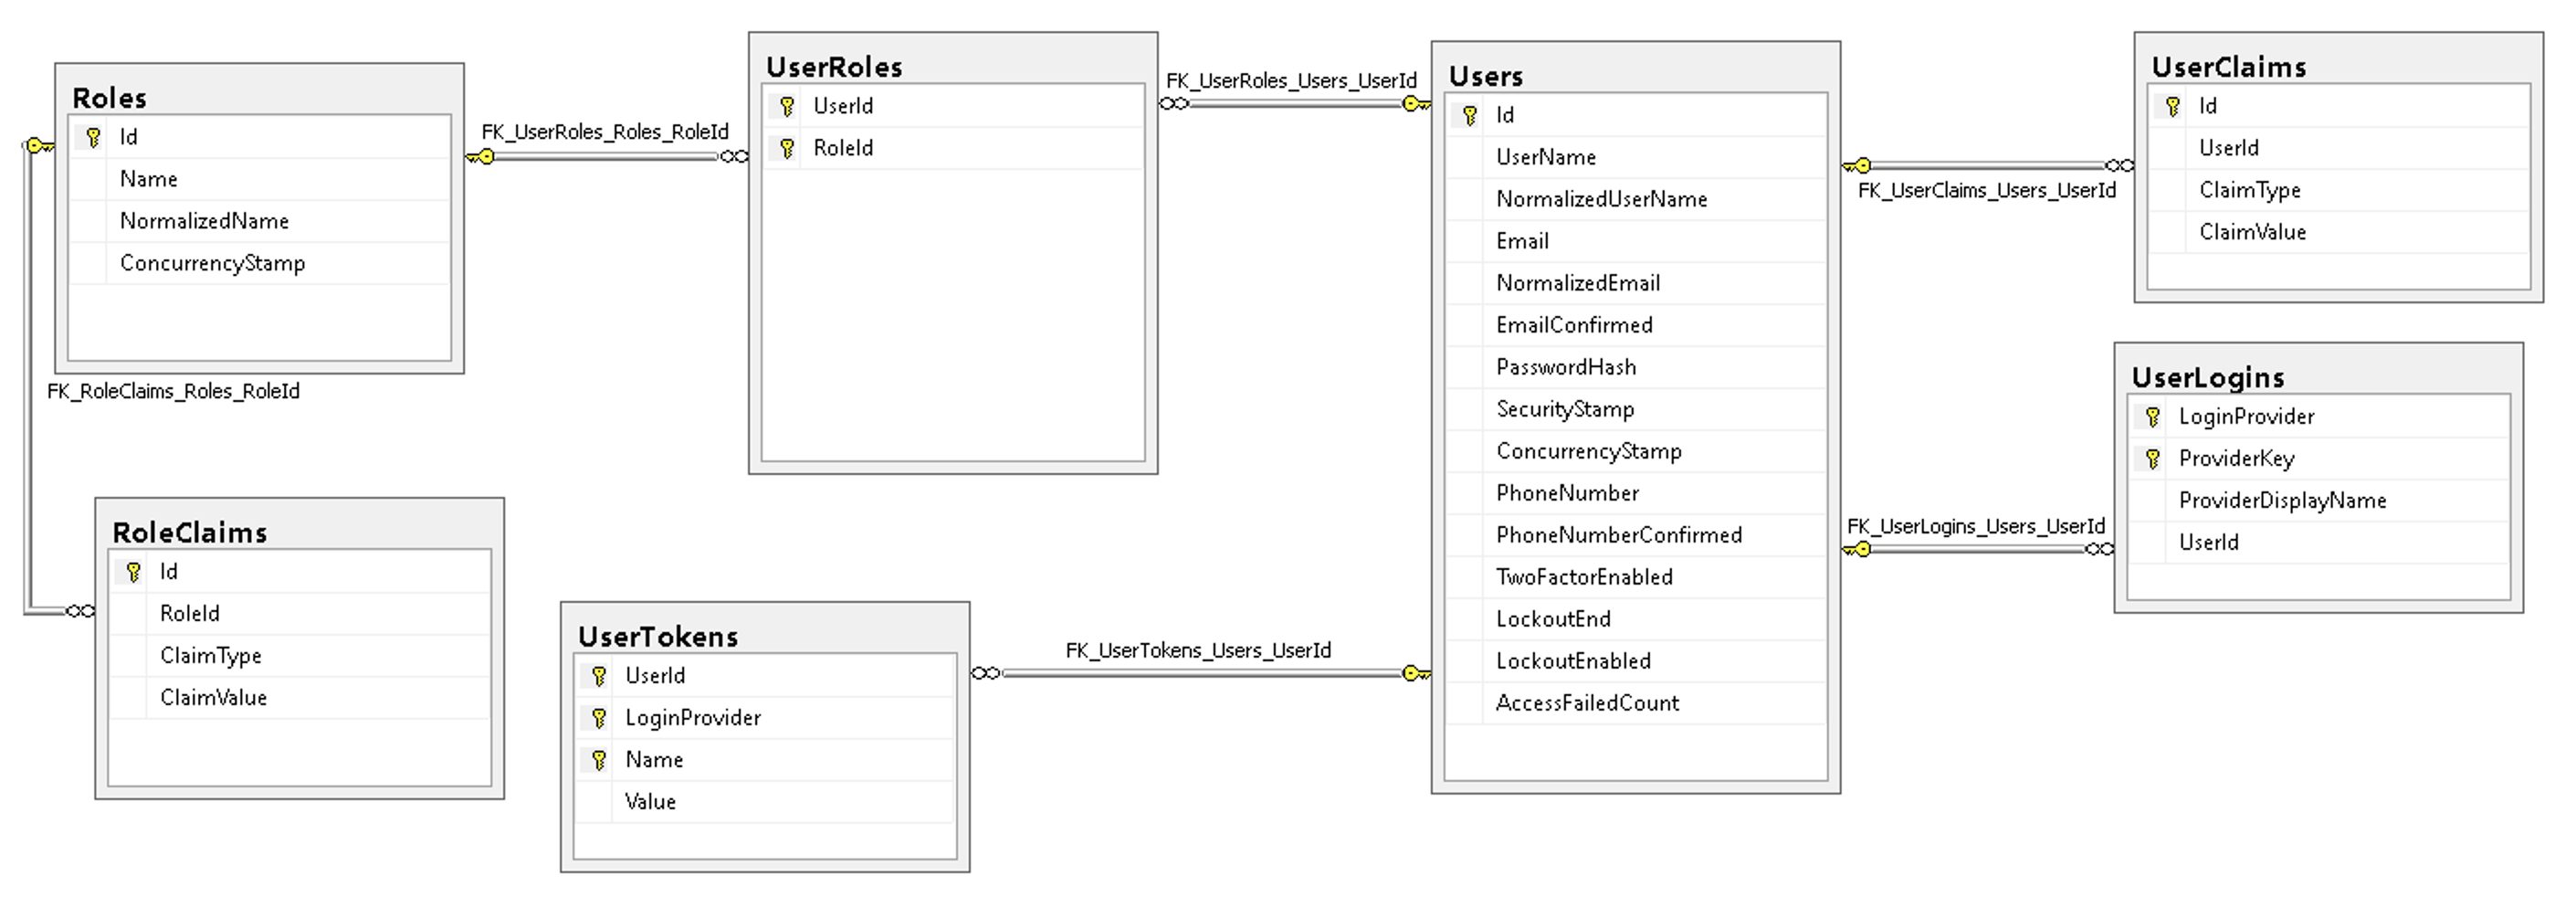 Roles
Id
Name
NormalizedName
ConcurrencyStamp
FK_UserRoles_Roles_RoleId
UserRoles
UserId
RoleId
FK_UserRoles_Users_UserId
Users
Id
UserName
NormalizedUserName
Email
NormalizedEmail
EmailConfirmed
PasswordHash
SecurityStamp
ConcurrencyStamp
PhoneNumber
PhoneNumberConfirmed
TwoFactorEnabled
LockoutEnd
LockoutEnabled
AccessFailedCount
FK_UserClaims_Users_UserId
UserClaims
Id
UserId
ClaimType
ClaimValue
FK_UserLogins_Users_UserId
UserLogins
LoginProvider
ProviderKey
ProviderDisplayName
UserId
FK_RoleClaims_Roles_RoleId
RoleClaims
Id
RoleId
ClaimType
ClaimValue
UserTokens
UserId
LoginProvider
Name
Value
FK_UserTokens_Users_UserId